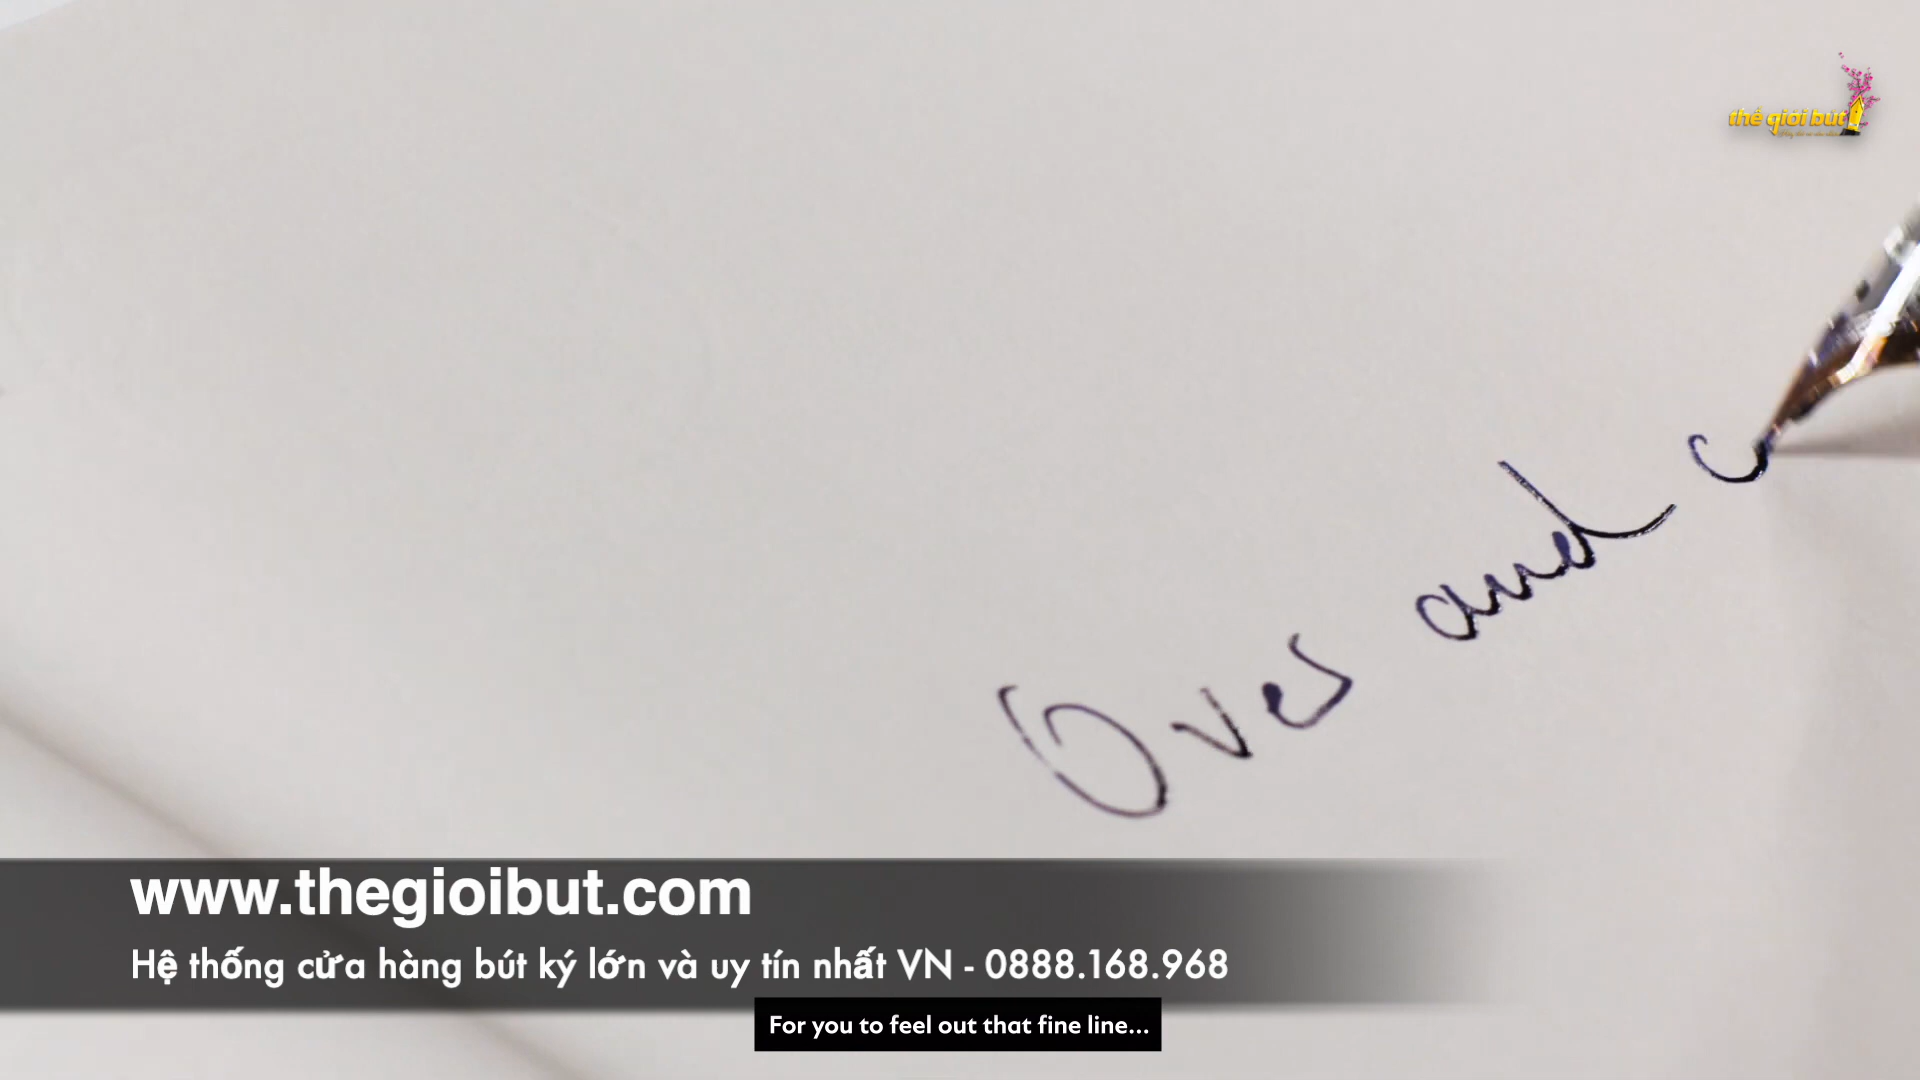 thế giới bút
Over and
www.thegioibut.com
Hệ thống cửa hàng bút ký lớn và uy tín nhất VN - 0888.168.968
For you to feel out that fine line...